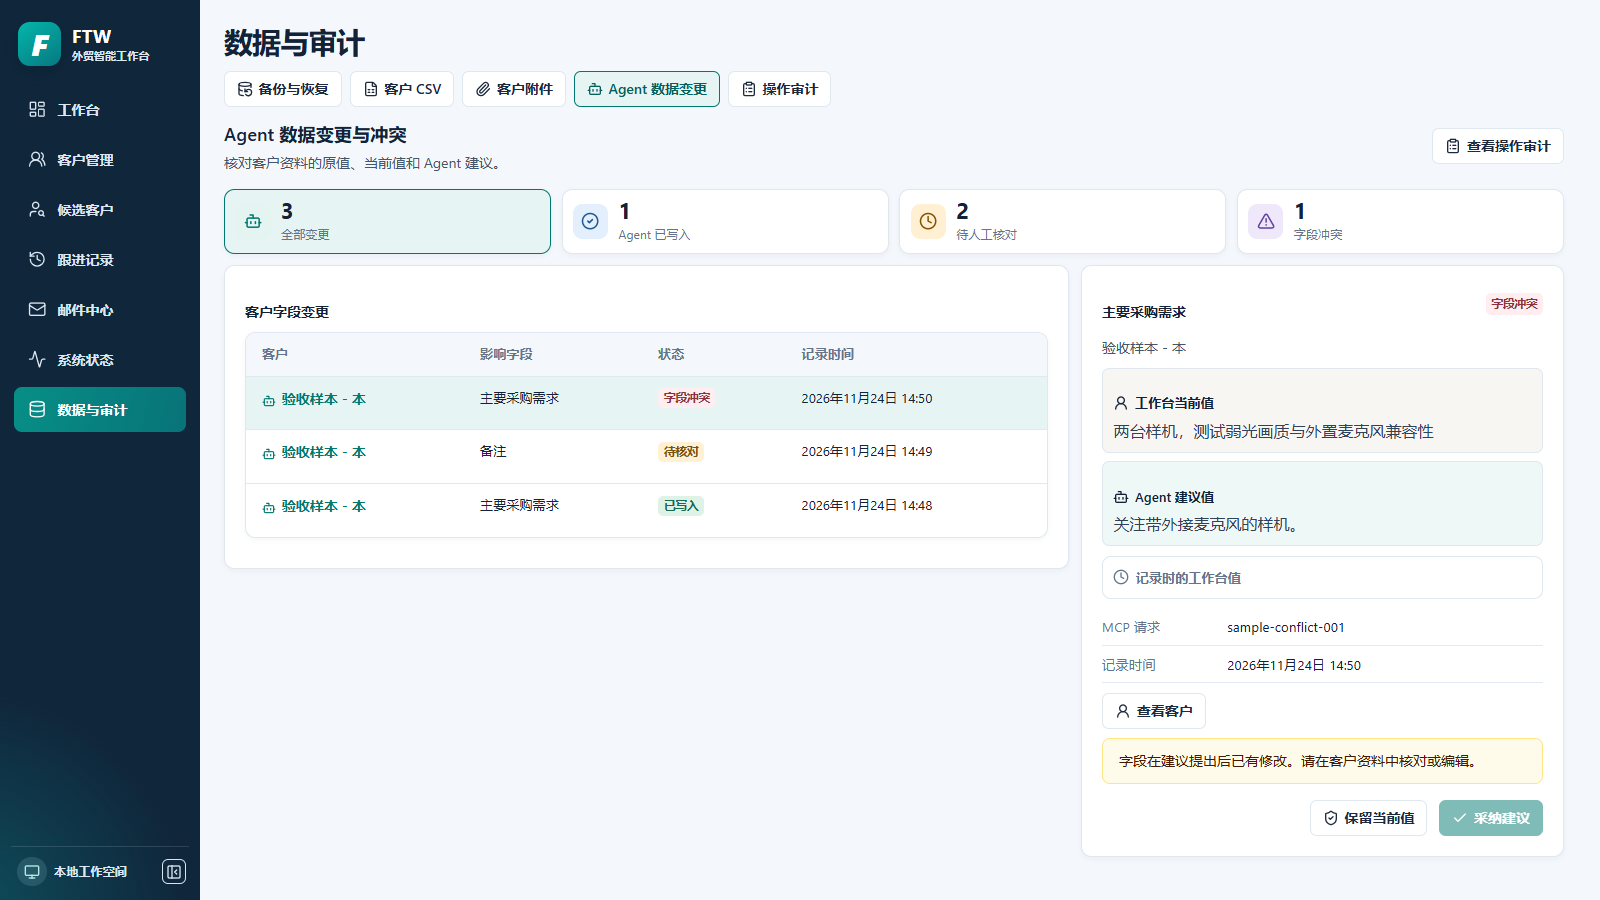 F
FTW
外贸智能工作台
工作台
客户管理
候选客户
跟进记录
邮件中心
系统状态
数据与审计
本地工作空间
数据与审计
备份与恢复
客户 CSV
客户附件
Agent 数据变更
操作审计
Agent 数据变更与冲突
核对客户资料的原值、当前值和 Agent 建议。
查看操作审计
3
全部变更
1
Agent 已写入
2
待人工核对
1
字段冲突
客户字段变更
客户 影响字段 状态 记录时间
验收样本 - 本 主要采购需求 字段冲突 2026年11月24日 14:50
验收样本 - 本 备注 待核对 2026年11月24日 14:49
验收样本 - 本 主要采购需求 已写入 2026年11月24日 14:48
主要采购需求
字段冲突
验收样本 - 本
工作台当前值
两台样机，测试弱光画质与外置麦克风兼容性
Agent 建议值
关注带外接麦克风的样机。
记录时的工作台值
MCP 请求 sample-conflict-001
记录时间 2026年11月24日 14:50
查看客户
字段在建议提出后已有修改。请在客户资料中核对或编辑。
保留当前值
采纳建议